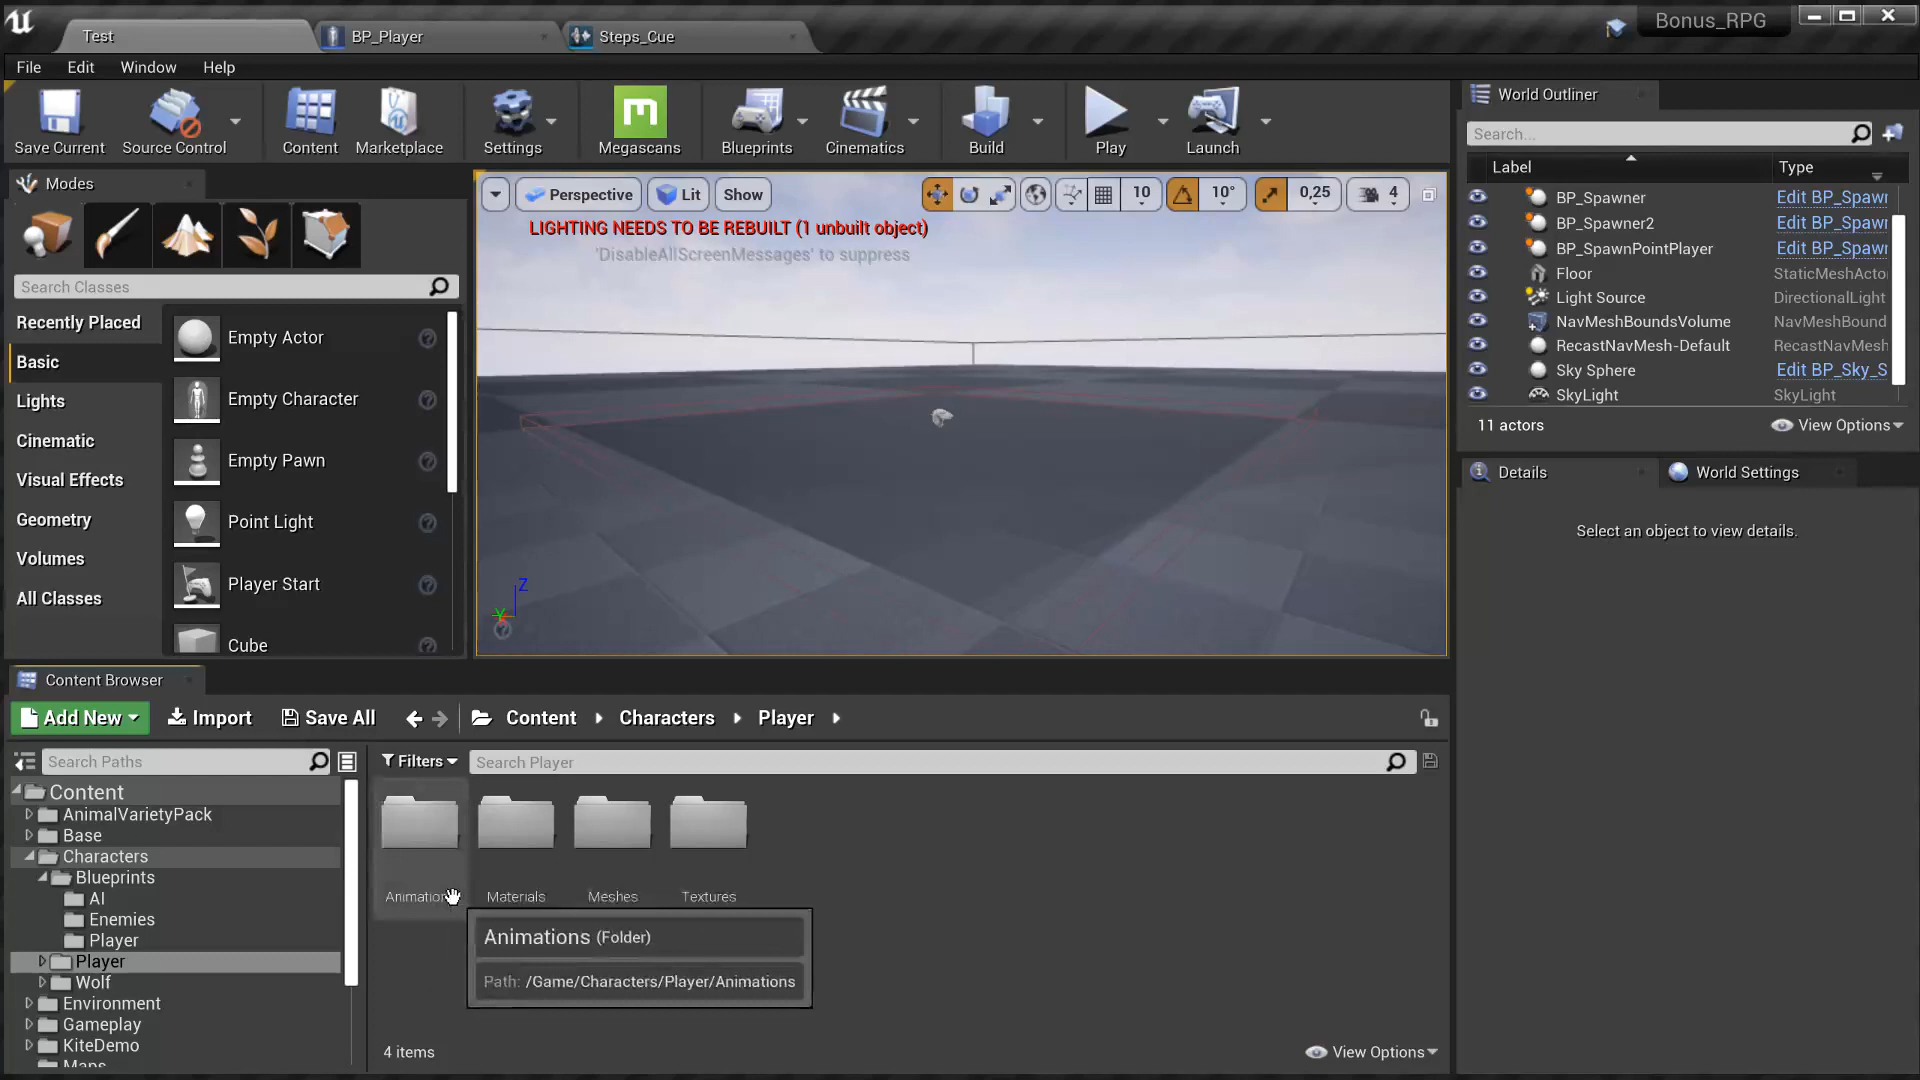 Test
BP_Player
Steps_Cue
Bonus_RPG
File
Edit
Window
Help
Save Current
Source Control
Content
Marketplace
Settings
Megascans
Blueprints
Cinematics
Build
Play
Launch
Modes
Search Classes
Recently Placed
Basic
Lights
Cinematic
Visual Effects
Geometry
Volumes
All Classes
Empty Actor
Empty Character
Empty Pawn
Point Light
Player Start
Cube
Perspective
Lit
Show
10
10°
0,25
4
LIGHTING NEEDS TO BE REBUILT (1 unbuilt object)
'DisableAllScreenMessages' to suppress
Z
Y
World Outliner
Search...
Label
Type
BP_Spawner
Edit BP_Spawr
BP_Spawner2
Edit BP_Spawr
BP_SpawnPointPlayer
Edit BP_Spawr
Floor
StaticMeshActo
Light Source
DirectionalLight
NavMeshBoundsVolume
NavMeshBound
RecastNavMesh-Default
RecastNavMesh
Sky Sphere
Edit BP_Sky_S
SkyLight
SkyLight
11 actors
View Options
Details
World Settings
Select an object to view details.
Content Browser
Add New
Import
Save All
Content
Characters
Player
Search Paths
Filters
Search Player
Content
AnimalVarietyPack
Base
Characters
Blueprints
AI
Enemies
Player
Player
Wolf
Environment
Gameplay
KiteDemo
Maps
Animation
Materials
Meshes
Textures
Animations (Folder)
Path: /Game/Characters/Player/Animations
4 items
View Options